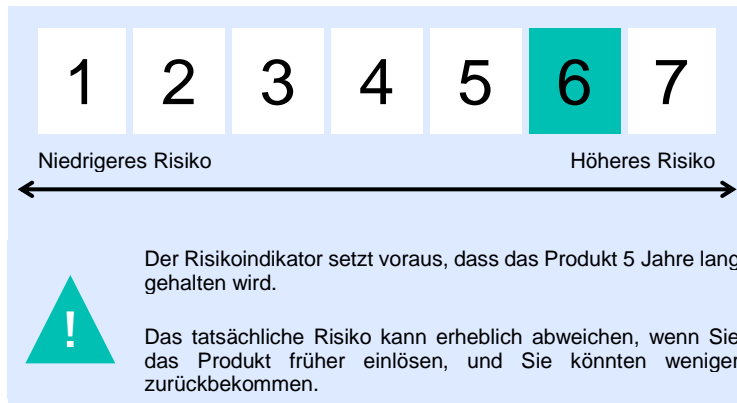 1 2 3 4 5 6 7
Niedrigeres Risiko Höheres Risiko
Der Risikoindikator setzt voraus, dass das Produkt 5 Jahre lang
gehalten wird.
!
Das tatsächliche Risiko kann erheblich abweichen, wenn Sie
das Produkt früher einlösen, und Sie könnten weniger
zurückbekommen.